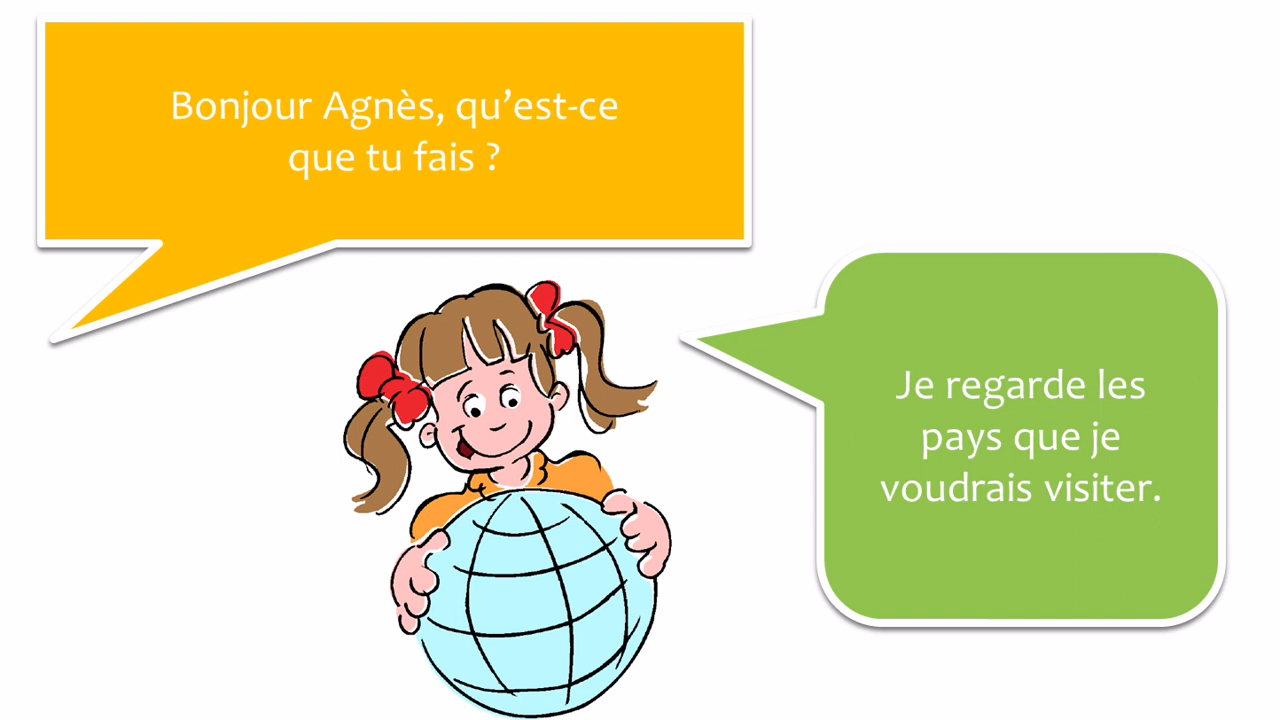 Bonjour Agnès, qu’est-ce
que tu fais ?
Je regarde les
pays que je
voudrais visiter.